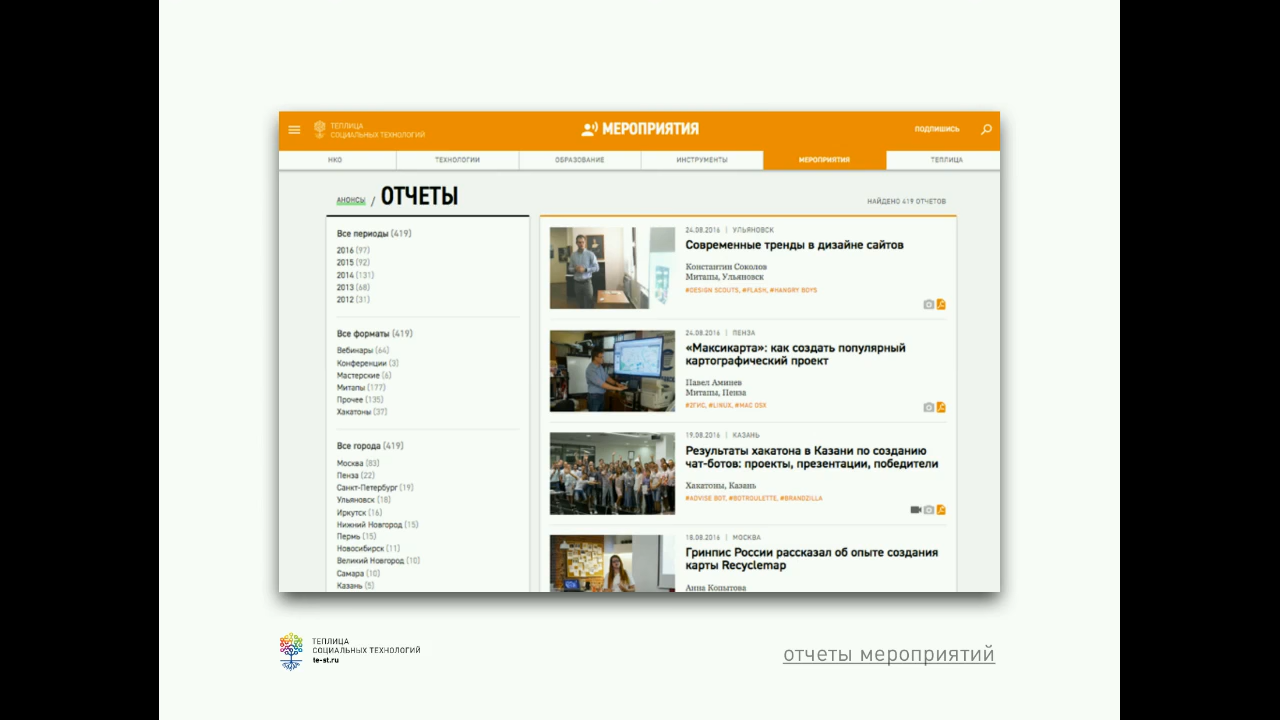 ТЕПЛИЦА
СОЦИАЛЬНЫХ ТЕХНОЛОГИЙ
МЕРОПРИЯТИЯ
ПОДПИШИСЬ
НКО
ТЕХНОЛОГИИ
ОБРАЗОВАНИЕ
ИНСТРУМЕНТЫ
МЕРОПРИЯТИЯ
ТЕПЛИЦА
АНОНСЫ / ОТЧЕТЫ
НАЙДЕНО 419 ОТЧЕТОВ
Все периоды (419)
2016 (97)
2015 (92)
2014 (131)
2013 (68)
2012 (31)
Все форматы (419)
Вебинары (64)
Конференции (3)
Мастерские (6)
Митапы (177)
Прочее (135)
Хакатоны (37)
Все города (419)
Москва (83)
Пенза (22)
Санкт-Петербург (19)
Ульяновск (18)
Иркутск (16)
Нижний Новгород (15)
Пермь (15)
Новосибирск (11)
Великий Новгород (10)
Самара (10)
Казань (5)
24.08.2016 | УЛЬЯНОВСК
Современные тренды в дизайне сайтов
Константин Соколов
Митапы, Ульяновск
#DESIGN SCOUTS, #FLASH, #HANGRY BOYS
24.08.2016 | ПЕНЗА
«Максикарта»: как создать популярный
картографический проект
Павел Аминев
Митапы, Пенза
#2ГИС, #LINUX, #MAC OSX
19.08.2016 | КАЗАНЬ
Результаты хакатона в Казани по созданию
чат-ботов: проекты, презентации, победители
Хакатоны, Казань
#ADVISE BOT, #BOTROULETTE, #BRANDZILLA
18.08.2016 | МОСКВА
Гринпис России рассказал об опыте создания
карты Recyclemap
Анна Копытова
ТЕПЛИЦА
СОЦИАЛЬНЫХ ТЕХНОЛОГИЙ
te-st.ru
отчеты мероприятий